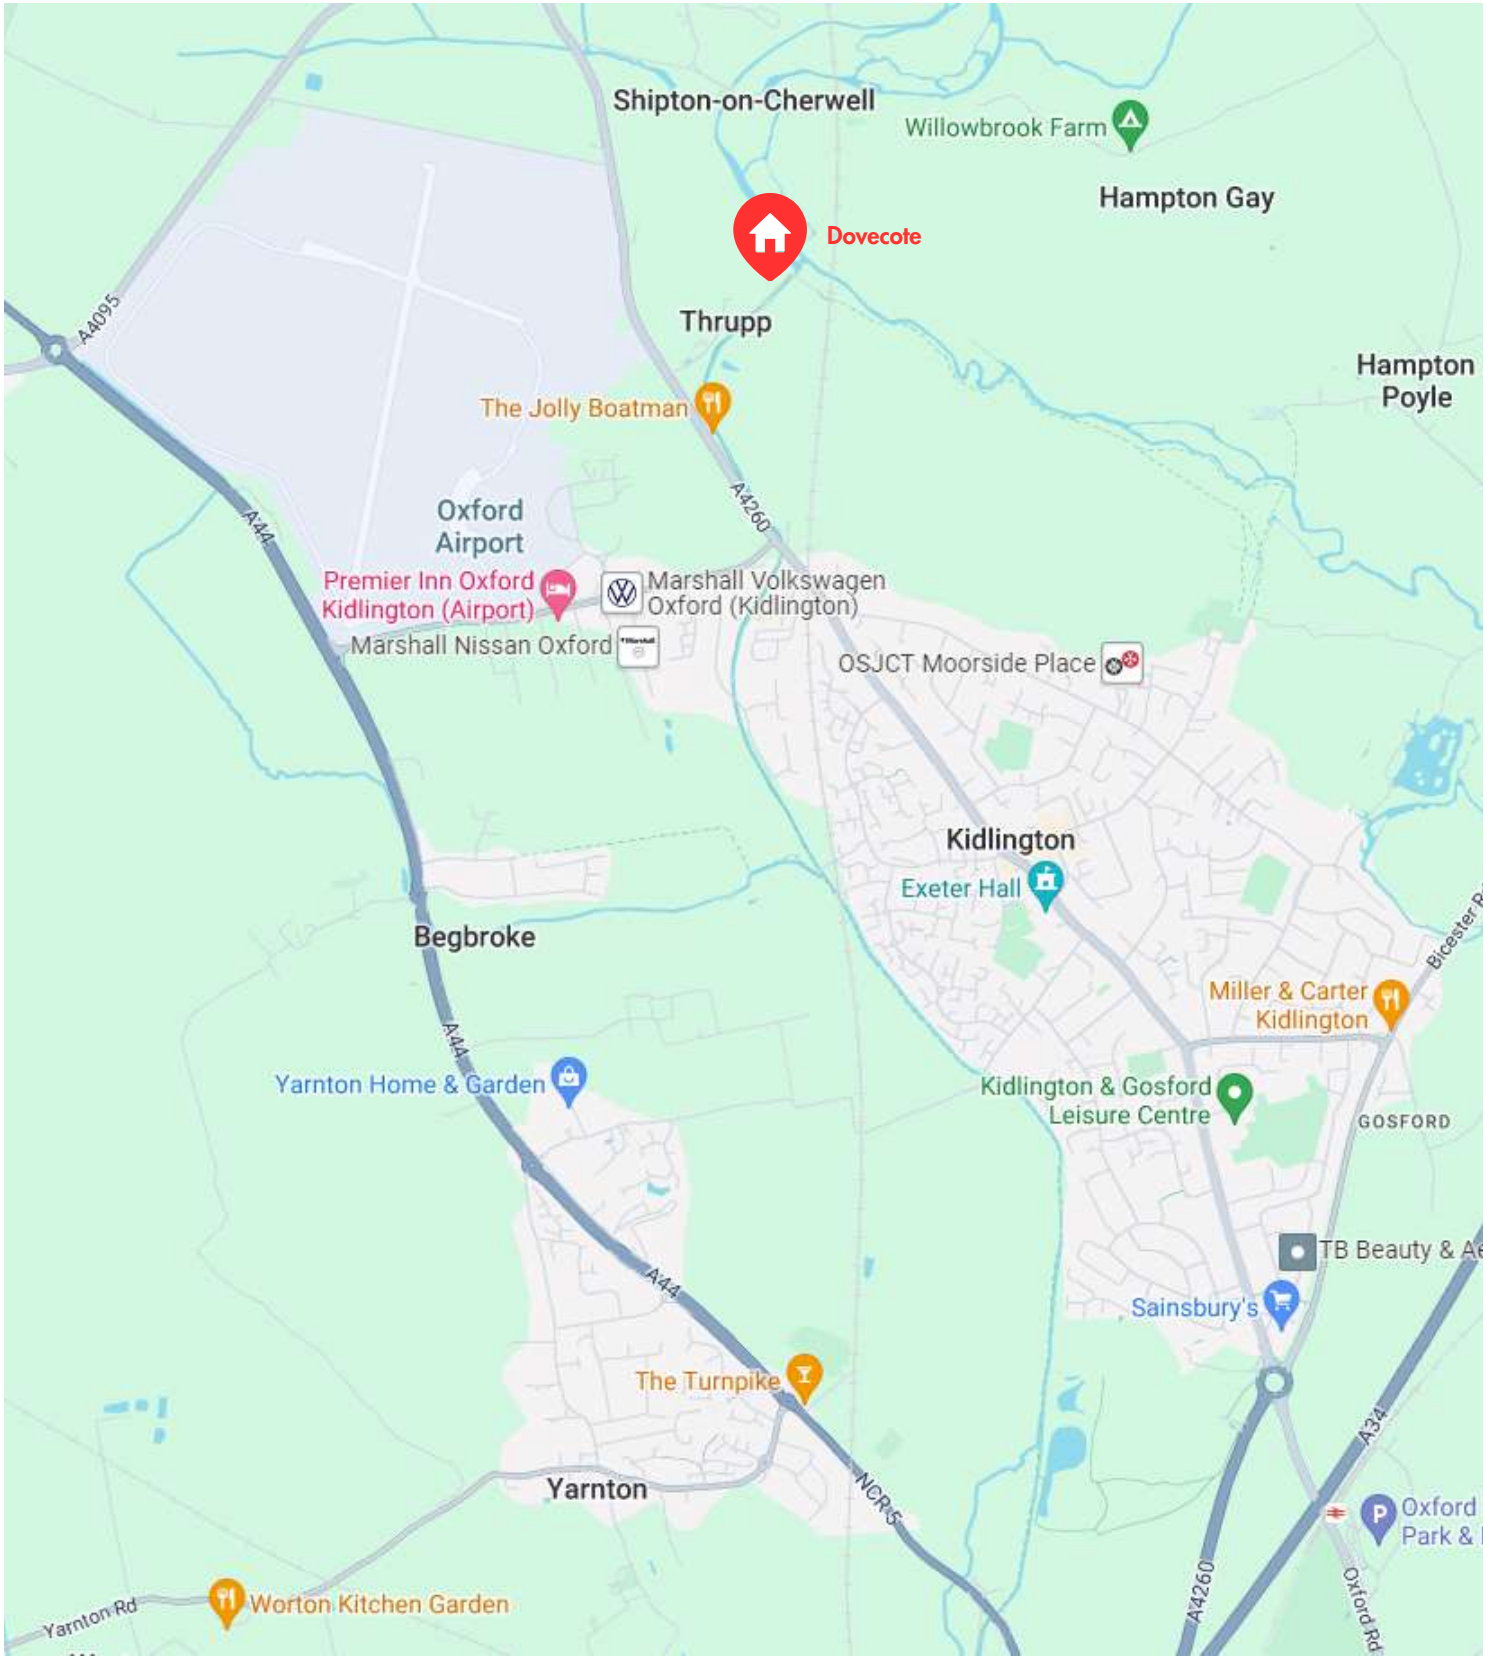 Shipton-on-Cherwell
Willowbrook Farm
Hampton Gay
Dovecote
A4095
Thrupp
Hampton
Poyle
The Jolly Boatman
A4260
A44
Oxford
Airport
Premier Inn Oxford
Kidlington (Airport)
Marshall Volkswagen
Oxford (Kidlington)
Marshall Nissan Oxford
OSJCT Moorside Place
Kidlington
Exeter Hall
Begbroke
Bicester R
Miller & Carter
Kidlington
A44
Yarnton Home & Garden
Kidlington & Gosford
Leisure Centre
GOSFORD
TB Beauty & Ae
A44
Sainsbury's
The Turnpike
A34
Yarnton
NCR 5
Oxford
Park &
A4260
Oxford Rd
Worton Kitchen Garden
Yarnton Rd